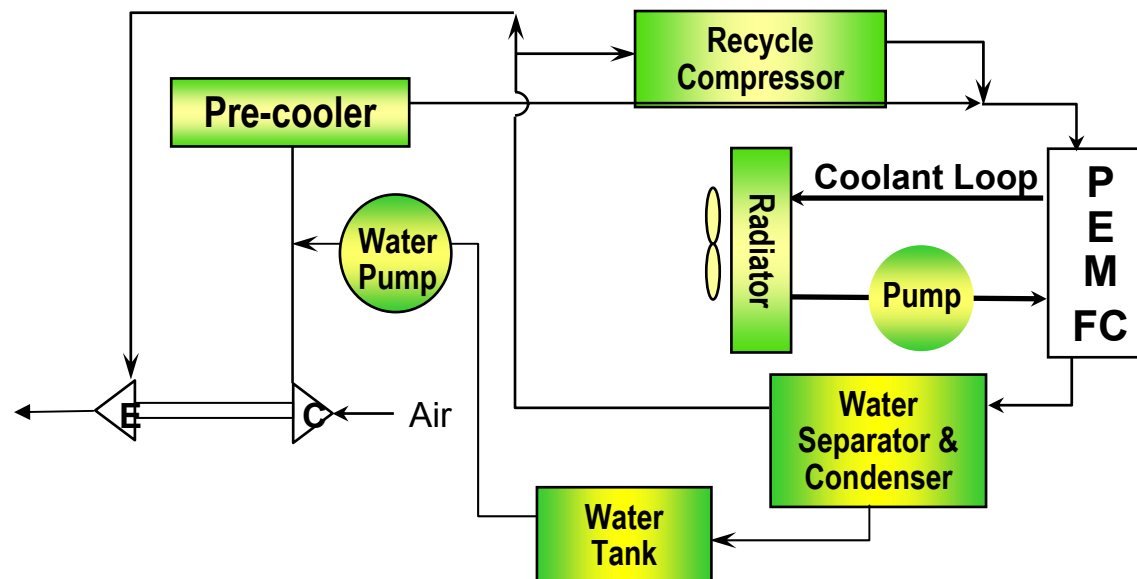 Recycle
Compressor
Pre-cooler
Coolant Loop
P
E
M
FC
Radiator
Water
Pump
Pump
E
C
Air
Water
Separator &
Condenser
Water
Tank